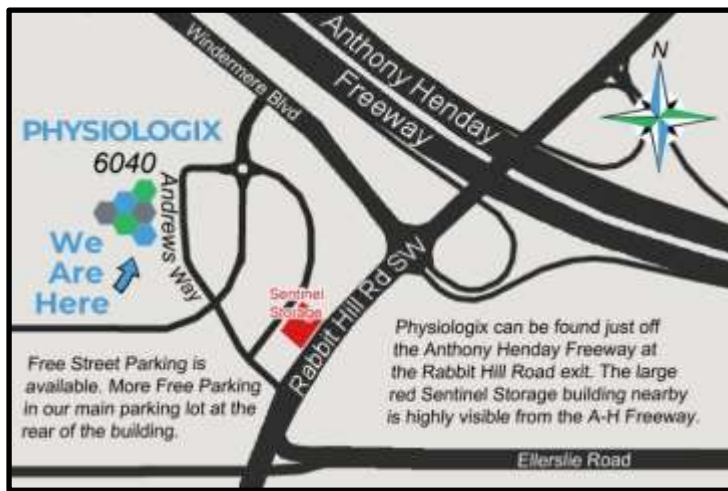 Anthony Henday
Freeway
Windermere Blvd
N
PHYSIOLOGIX
6040
Andrews Way
We
Are
Here
Sentinel
Storage
Rabbit Hill Rd SW
Free Street Parking is
available. More Free Parking
in our main parking lot at the
rear of the building.
Physiologix can be found just off
the Anthony Henday Freeway at
the Rabbit Hill Road exit. The large
red Sentinel Storage building nearby
is highly visible from the A-H Freeway.
Ellerslie Road